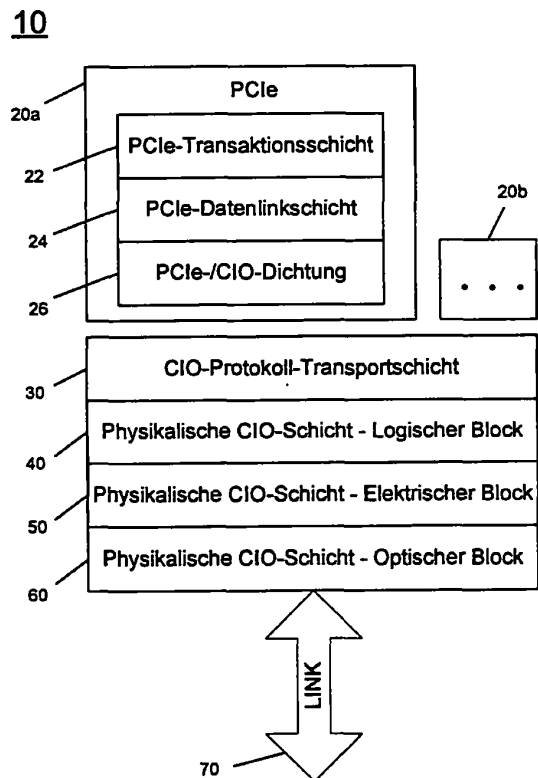 10
20a
PCIe
22
PCIe-Transaktionsschicht
24
PCIe-Datenlinkschicht
26
PCIe-/CIO-Dichtung
20b
. . .
30
CIO-Protokoll-Transportschicht
40
Physikalische CIO-Schicht - Logischer Block
50
Physikalische CIO-Schicht - Elektrischer Block
60
Physikalische CIO-Schicht - Optischer Block
LINK
70